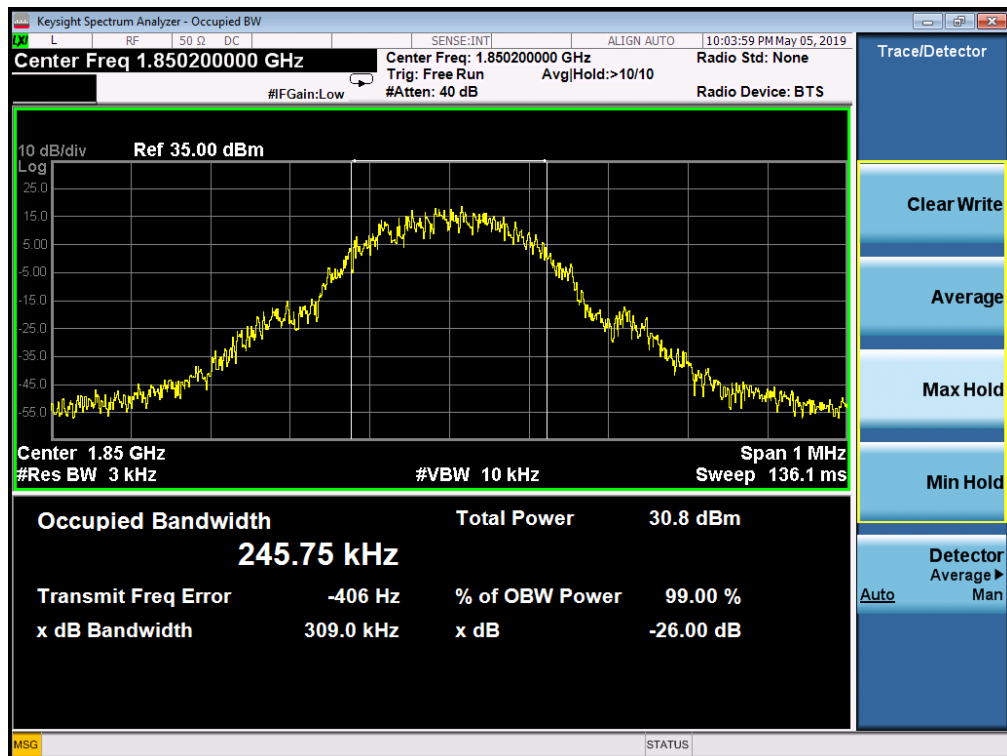 Keysight Spectrum Analyzer - Occupied BW
LXI L RF 50 Ω DC SENSE:INT ALIGN AUTO 10:03:59 PM May 05, 2019
Center Freq 1.850200000 GHz
Center Freq: 1.850200000 GHz Radio Std: None
Trig: Free Run Avg|Hold:>10/10
#IFGain:Low #Atten: 40 dB Radio Device: BTS
10 dB/div Ref 35.00 dBm
Log
25.0
15.0
5.00
-5.00
-15.0
-25.0
-35.0
-45.0
-55.0
Center 1.85 GHz Span 1 MHz
#Res BW 3 kHz #VBW 10 kHz Sweep 136.1 ms
Occupied Bandwidth Total Power 30.8 dBm
245.75 kHz
Transmit Freq Error -406 Hz % of OBW Power 99.00 %
x dB Bandwidth 309.0 kHz x dB -26.00 dB
MSG STATUS
Trace/Detector
Clear Write
Average
Max Hold
Min Hold
Detector
Average
Auto Man